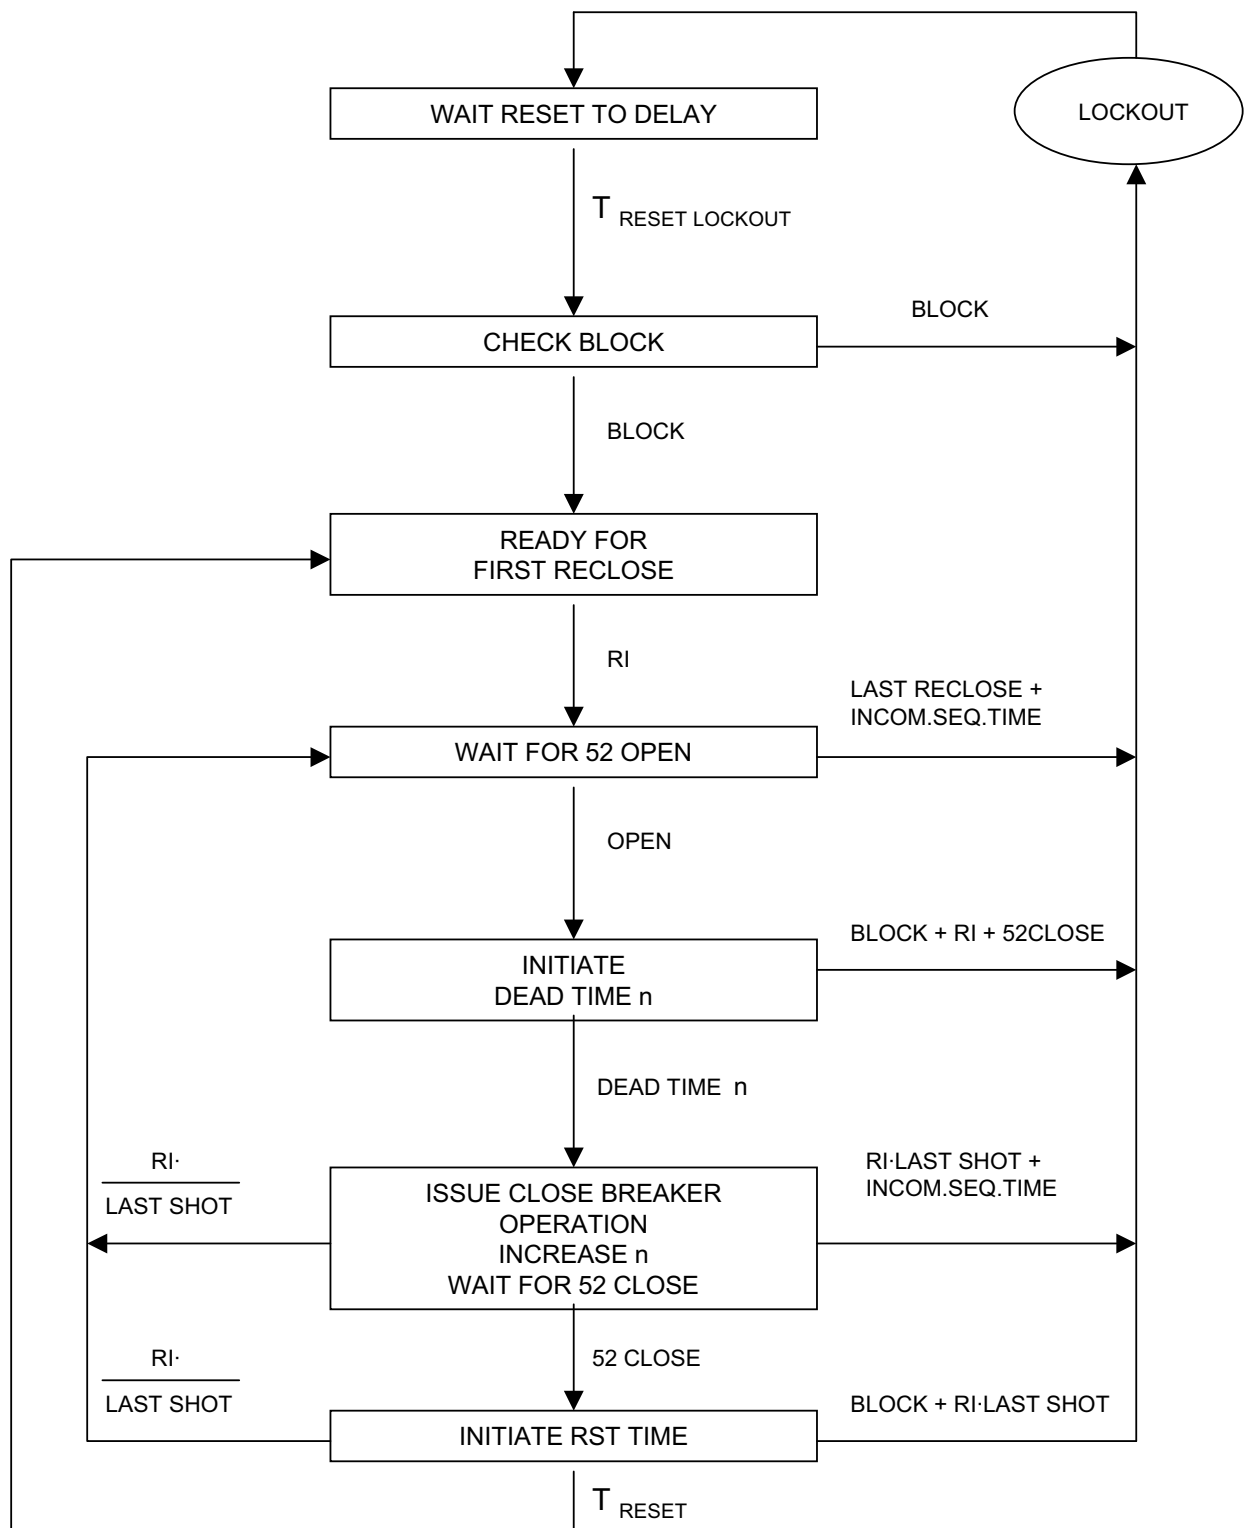 WAIT RESET TO DELAY
LOCKOUT
T RESET LOCKOUT
CHECK BLOCK
BLOCK
BLOCK
READY FOR
FIRST RECLOSE
RI
LAST RECLOSE +
INCOM.SEQ.TIME
WAIT FOR 52 OPEN
OPEN
BLOCK + RI + 52CLOSE
INITIATE
DEAD TIME n
DEAD TIME n
RI·
LAST SHOT
RI·LAST SHOT +
INCOM.SEQ.TIME
ISSUE CLOSE BREAKER
OPERATION
INCREASE n
WAIT FOR 52 CLOSE
RI·
LAST SHOT
52 CLOSE
BLOCK + RI·LAST SHOT
INITIATE RST TIME
T RESET